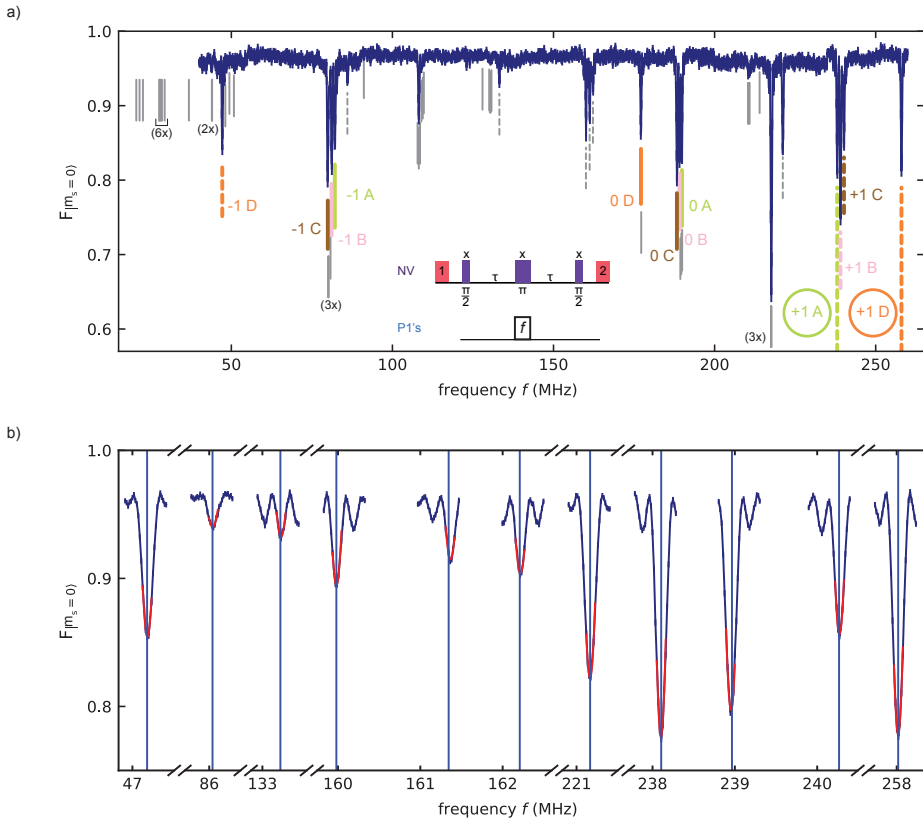 a)
1.0
0.9
0.8
0.7
0.6
F|mₛ = 0⟩
(6x)
(2x)
-1 D
-1 C
-1 B
-1 A
(3x)
0 D
0 C
0 B
0 A
(3x)
+1 C
+1 B
+1 A
+1 D
NV
1
x
x
x
2
τ
τ
π
2
π
π
2
P1's
f
50
100
150
200
250
frequency f (MHz)
b)
1.0
0.9
0.8
F|mₛ = 0⟩
47
86
133
160
161
162
221
238
239
240
258
frequency f (MHz)